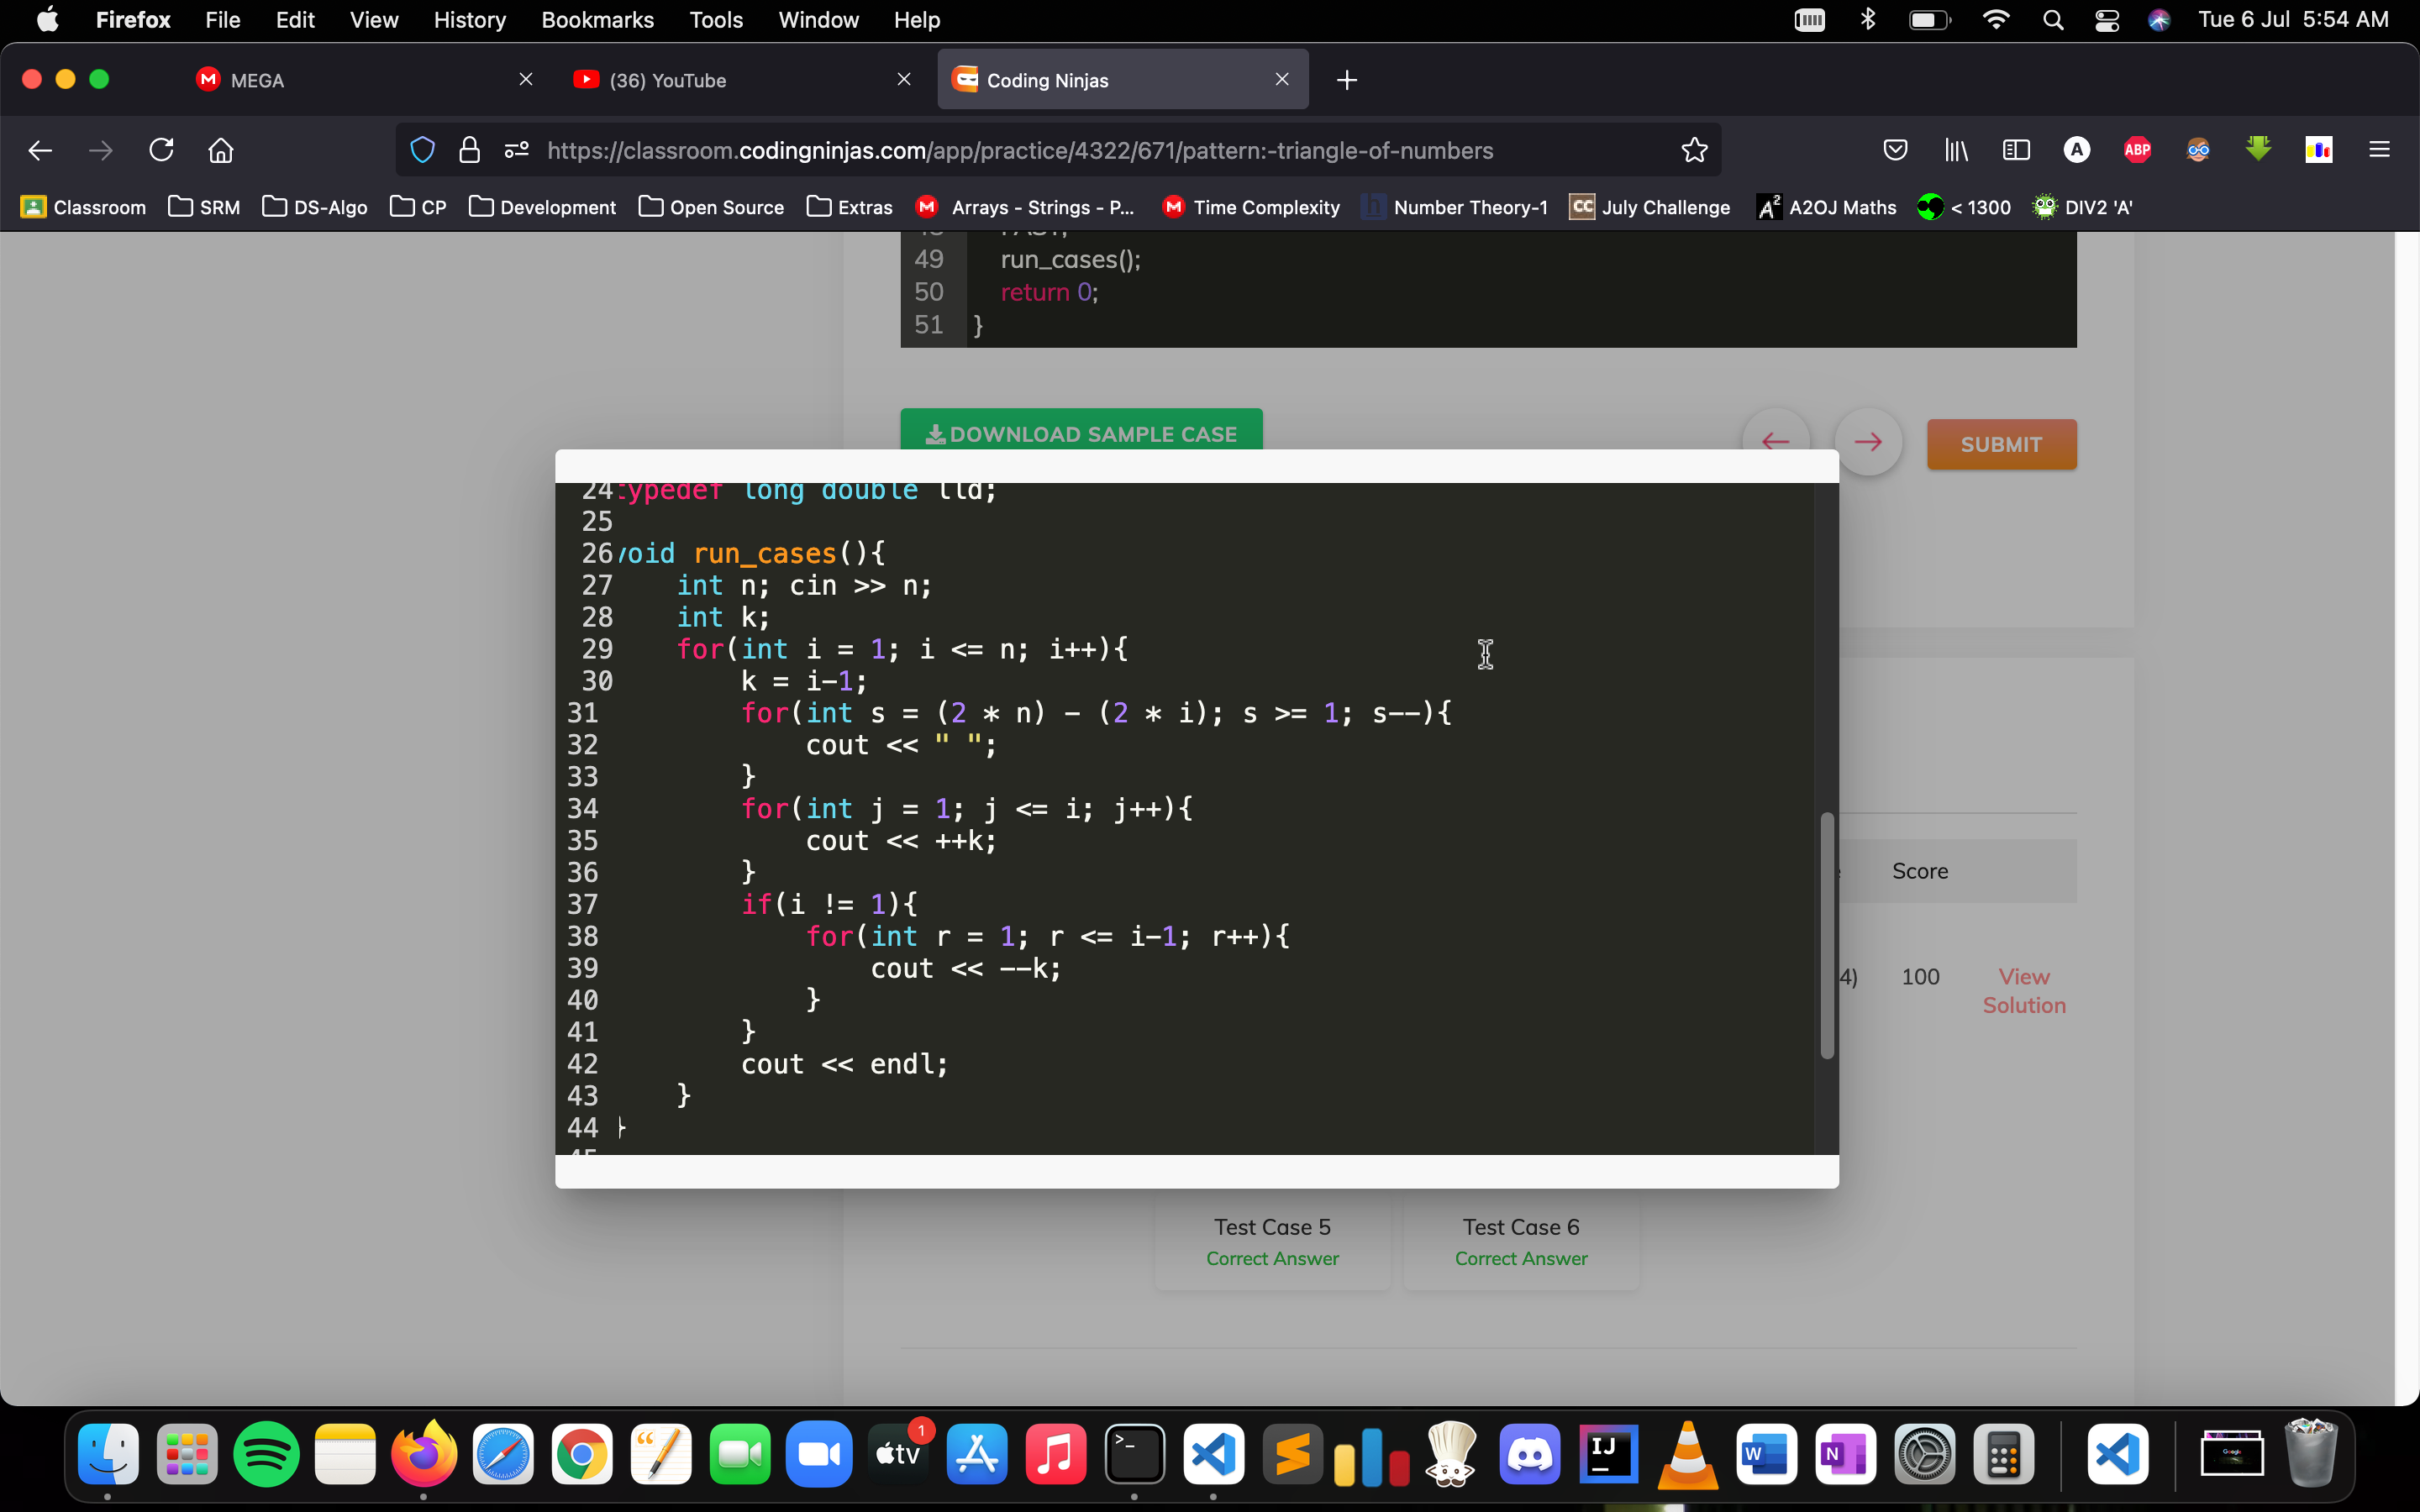 Firefox File Edit View History Bookmarks Tools Window Help Tue 6 Jul 5:54 AM
MEGA (36) YouTube Coding Ninjas
https://classroom.codingninjas.com/app/practice/4322/671/pattern:-triangle-of-numbers A ABP
Classroom SRM DS-Algo CP Development Open Source Extras Arrays - Strings - P... Time Complexity Number Theory-1 CC July Challenge A2 A2OJ Maths < 1300 DIV2 'A'
49 run_cases();
50 return 0;
51 }
DOWNLOAD SAMPLE CASE SUBMIT
24 typedef long double lld;
25
26 void run_cases(){
27 int n; cin >> n;
28 int k;
29 for(int i = 1; i <= n; i++){
30 k = i-1;
31 for(int s = (2 * n) - (2 * i); s >= 1; s--){
32 cout << " ";
33 }
34 for(int j = 1; j <= i; j++){
35 cout << ++k;
36 }
37 if(i != 1){
38 for(int r = 1; r <= i-1; r++){
39 cout << --k;
40 }
41 }
42 cout << endl;
43 }
44 }
Score
4) 100 View
Solution
Test Case 5 Test Case 6
Correct Answer Correct Answer
tv 1 IJ W N